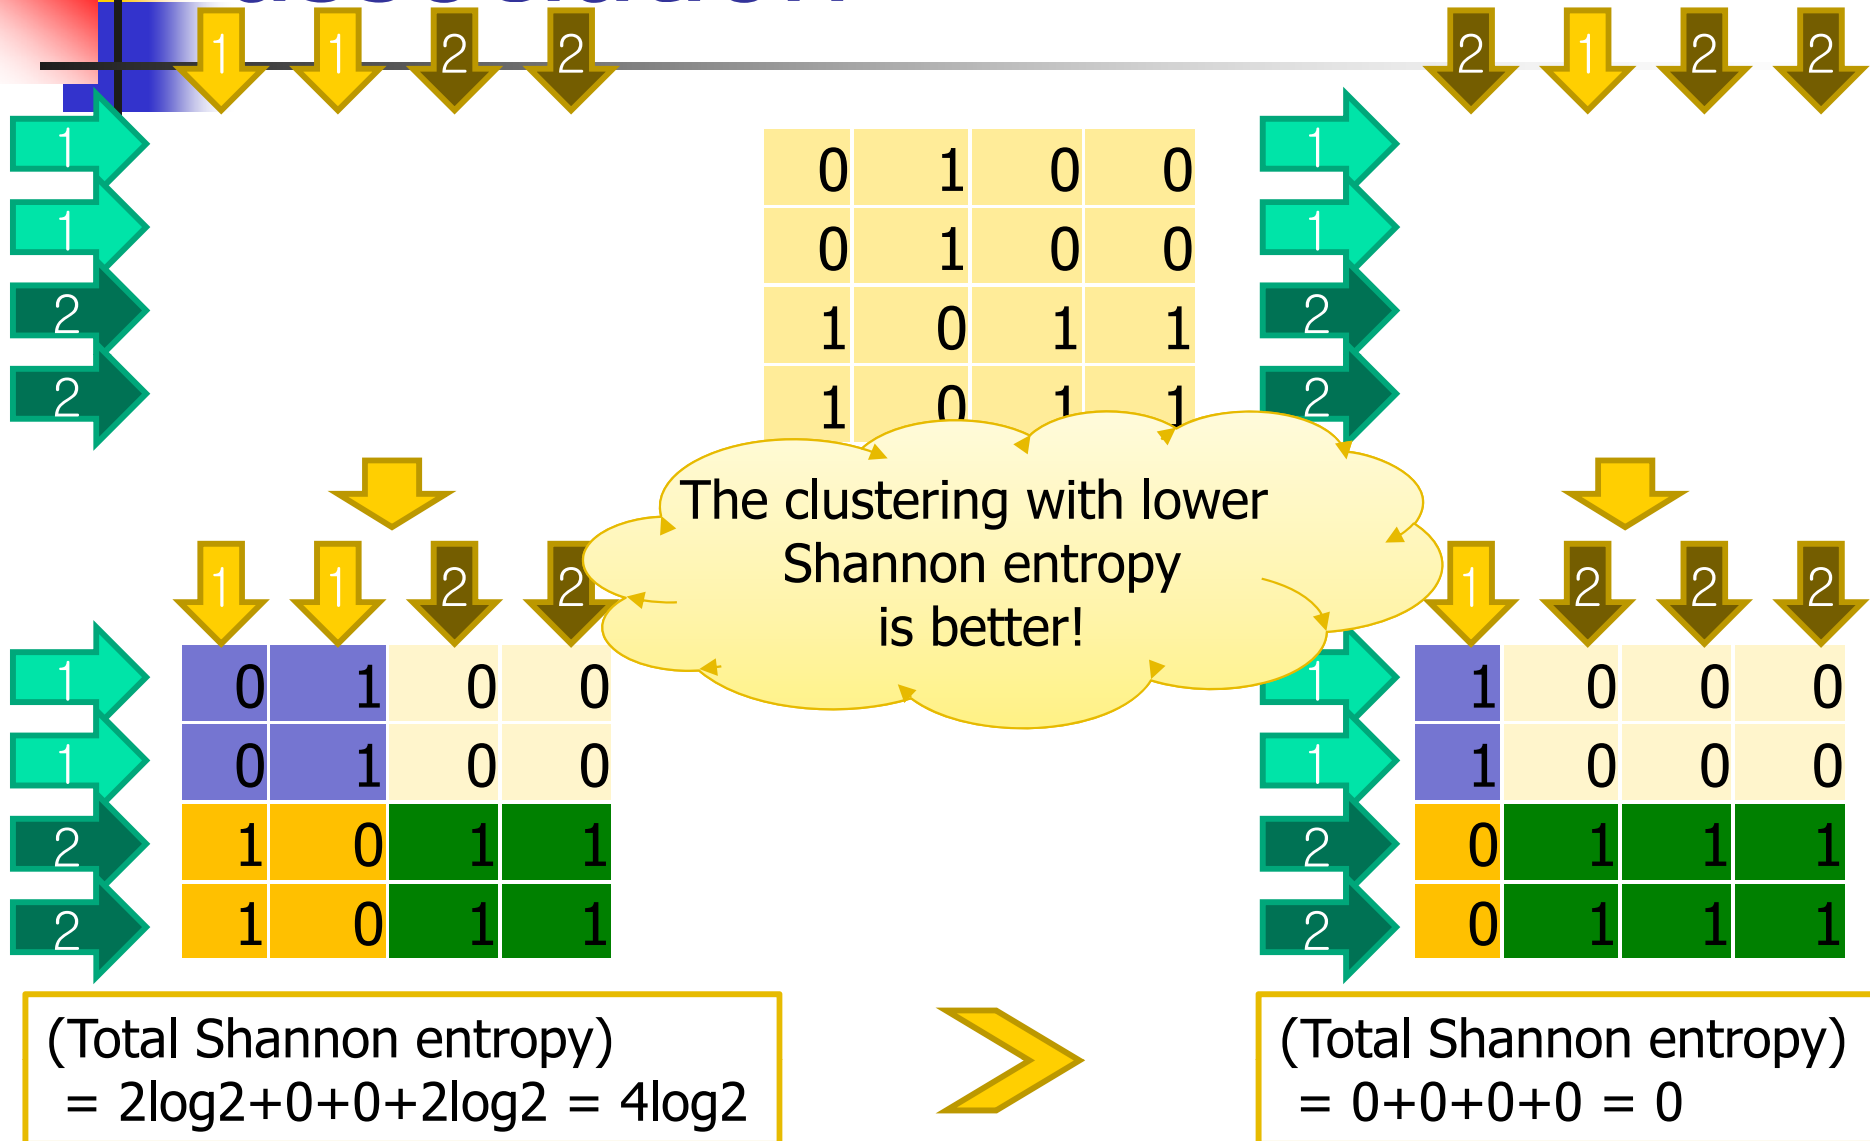 1 1 2 2
2 1 2 2
1
1
2
2
0 1 0 0
0 1 0 0
1 0 1 1
1 0 1 1
1
1
2
2
The clustering with lower
Shannon entropy
is better!
1 1 2 2
1 0 1 0 0
1 0 1 0 0
2 1 0 1 1
2 1 0 1 1
1 2 2 2
1 1 0 0 0
1 1 0 0 0
2 0 1 1 1
2 0 1 1 1
(Total Shannon entropy)
= 2log2+0+0+2log2 = 4log2
(Total Shannon entropy)
= 0+0+0+0 = 0